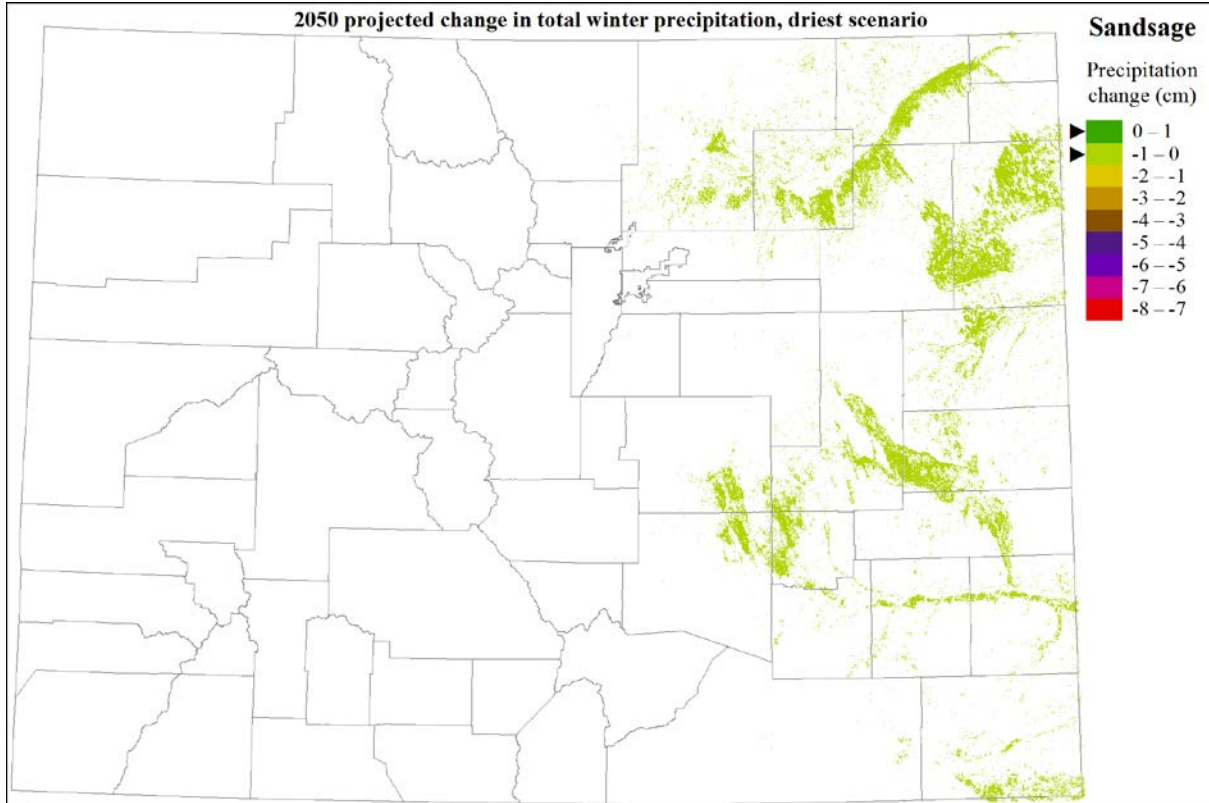 2050 projected change in total winter precipitation, driest scenario
Sandsage
Precipitation
change (cm)
0 – 1
-1 – 0
-2 – -1
-3 – -2
-4 – -3
-5 – -4
-6 – -5
-7 – -6
-8 – -7